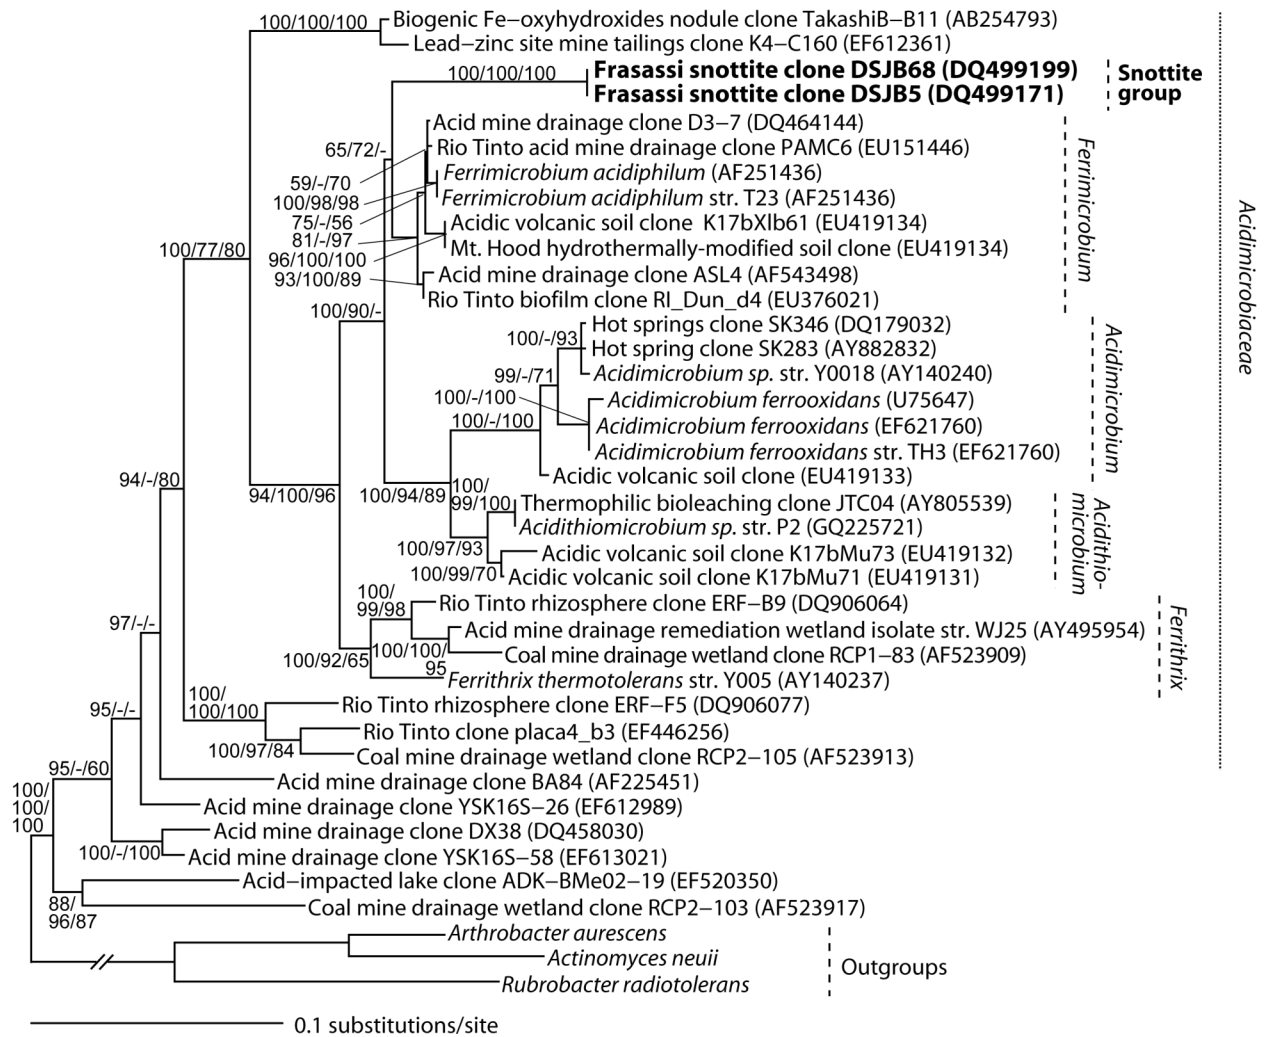 100/100/100
Biogenic Fe−oxyhydroxides nodule clone TakashiB−B11 (AB254793)
Lead−zinc site mine tailings clone K4−C160 (EF612361)
100/100/100
Frasassi snottite clone DSJB68 (DQ499199)
Frasassi snottite clone DSJB5 (DQ499171)
Snottite
group
Acid mine drainage clone D3−7 (DQ464144)
65/72/-
Rio Tinto acid mine drainage clone PAMC6 (EU151446)
Ferrimicrobium acidiphilum (AF251436)
59/-/70
Ferrimicrobium acidiphilum str. T23 (AF251436)
100/98/98
75/-/56
Acidic volcanic soil clone K17bXlb61 (EU419134)
81/-/97
Mt. Hood hydrothermally-modified soil clone (EU419134)
96/100/100
Acid mine drainage clone ASL4 (AF543498)
93/100/89
Rio Tinto biofilm clone RI_Dun_d4 (EU376021)
Ferrimicrobium
Acidimicrobiaceae
100/77/80
100/90/-
Hot springs clone SK346 (DQ179032)
100/-/93
Hot spring clone SK283 (AY882832)
Acidimicrobium sp. str. Y0018 (AY140240)
99/-/71
100/-/100
Acidimicrobium ferrooxidans (U75647)
100/-/100
Acidimicrobium ferrooxidans (EF621760)
Acidimicrobium ferrooxidans str. TH3 (EF621760)
Acidic volcanic soil clone (EU419133)
Acidimicrobium
94/-/80
94/100/96
100/94/89
100/
99/100
Thermophilic bioleaching clone JTC04 (AY805539)
Acidithiomicrobium sp. str. P2 (GQ225721)
100/97/93
Acidic volcanic soil clone K17bMu73 (EU419132)
100/99/70
Acidic volcanic soil clone K17bMu71 (EU419131)
Acidithio-
microbium
100/
99/98
Rio Tinto rhizosphere clone ERF−B9 (DQ906064)
97/-/-
Acid mine drainage remediation wetland isolate str. WJ25 (AY495954)
100/92/65
100/100/
95
Coal mine drainage wetland clone RCP1−83 (AF523909)
Ferrithrix thermotolerans str. Y005 (AY140237)
Ferrithrix
100/
100/100
Rio Tinto rhizosphere clone ERF−F5 (DQ906077)
95/-/-
Rio Tinto clone placa4_b3 (EF446256)
100/97/84
Coal mine drainage wetland clone RCP2−105 (AF523913)
95/-/60
Acid mine drainage clone BA84 (AF225451)
100/
100/
100
Acid mine drainage clone YSK16S−26 (EF612989)
Acid mine drainage clone DX38 (DQ458030)
100/-/100
Acid mine drainage clone YSK16S−58 (EF613021)
Acid−impacted lake clone ADK−BMe02−19 (EF520350)
88/
96/87
Coal mine drainage wetland clone RCP2−103 (AF523917)
Arthrobacter aurescens
Actinomyces neuii
Rubrobacter radiotolerans
Outgroups
0.1 substitutions/site